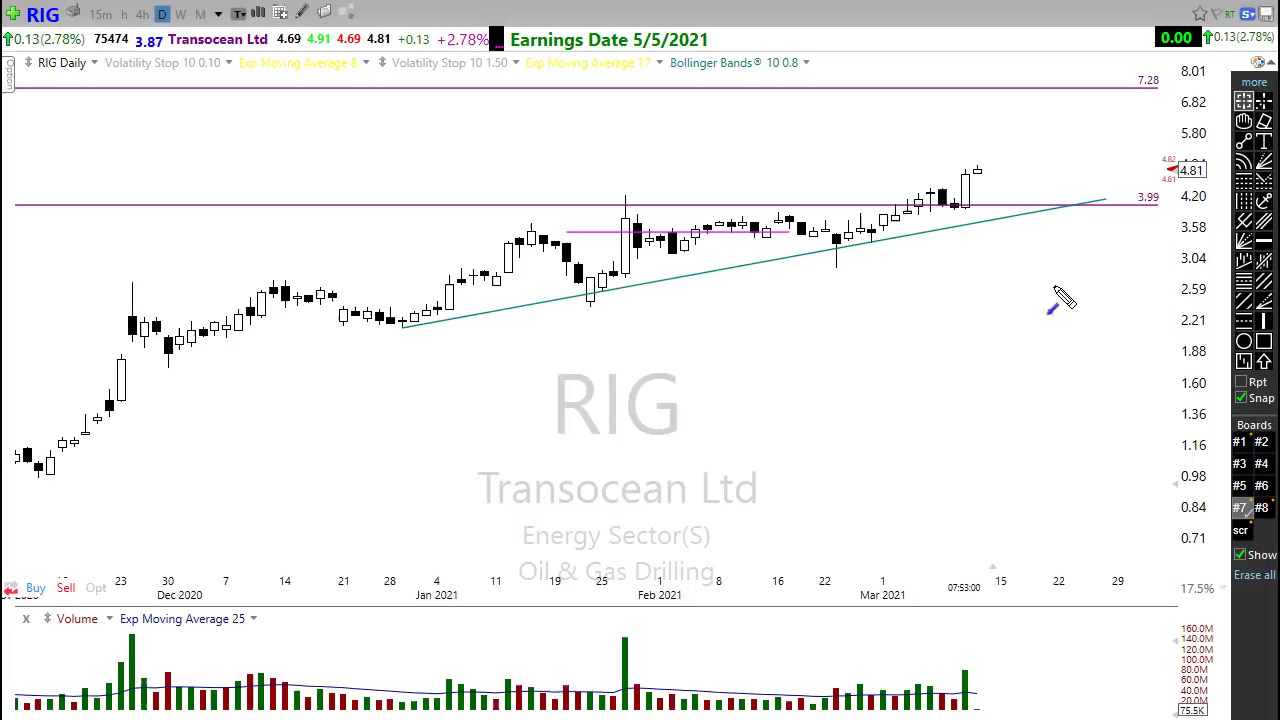 RIG 15m 1h 4h D W M T
0.13(2.78%) 75474 3.87 Transocean Ltd 4.69 4.91 4.69 4.81 +0.13 +2.78% Earnings Date 5/5/2021 0.00 0.13(2.78%)
RT S
Option
RIG Daily Volatility Stop 10 0.10 Exp Moving Average 8 Volatility Stop 10 1.50 Exp Moving Average 17 Bollinger Bands® 10 0.8
more
8.01
7.28
6.82
5.80
4.82
4.81
4.81
4.20
3.99
3.58
3.04
2.59
2.21
1.88
1.60
1.36
1.16
0.98
0.84
0.71
RIG
Transocean Ltd
Energy Sector(S)
Oil & Gas Drilling
Rpt
Snap
Boards
#1 #2
#3 #4
#5 #6
#7 #8
scr
Show
Erase all
23 30 7 14 21 28 4 11 19 25 1 8 16 22 1 15 22 29
Buy Sell Opt
Dec 2020 Jan 2021 Feb 2021 Mar 2021 07:53:00
17.5%
X Volume Exp Moving Average 25
160.0M
140.0M
120.0M
100.0M
80.0M
60.0M
40.0M
20.0M
75.5K